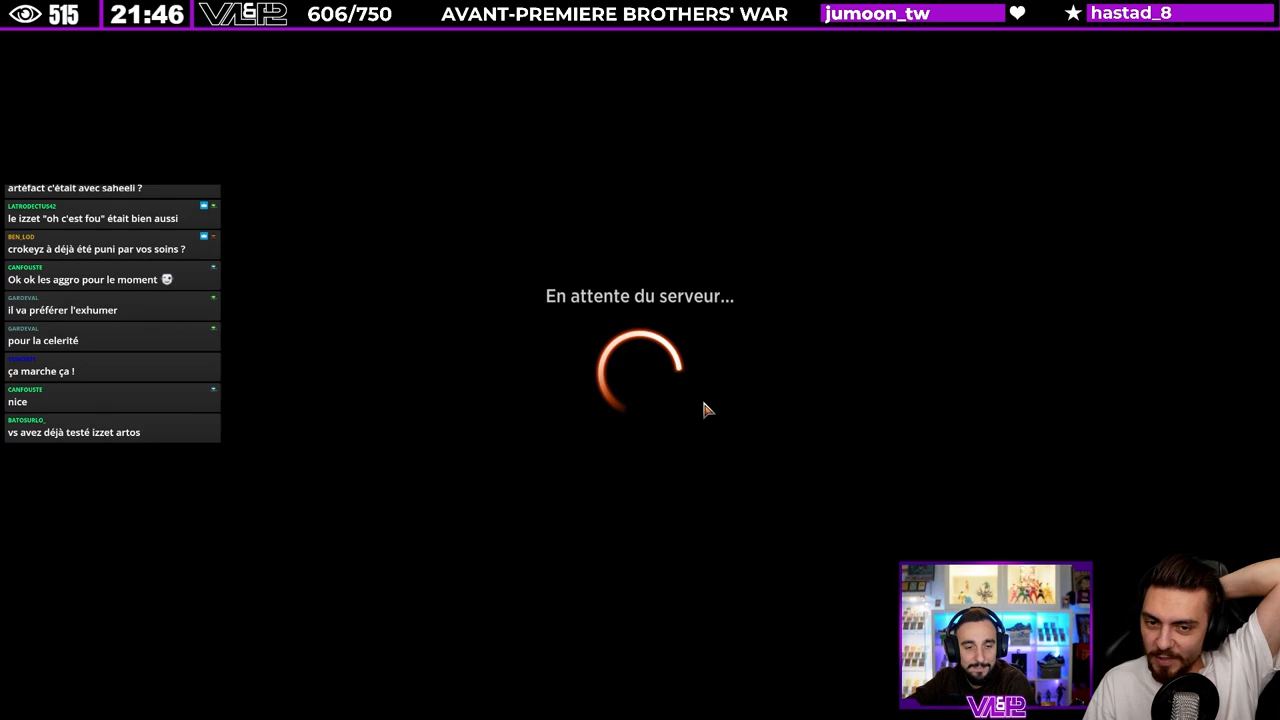 515
21:46
VAL&PL
606/750
AVANT-PREMIERE BROTHERS' WAR
jumoon_tw
hastad_8
artéfact c'était avec saheeli ?
LATRODECTUS42
le izzet "oh c'est fou" était bien aussi
BEN_LOD
crokeyz à déjà été puni par vos soins ?
CANFOUSTE
Ok ok les aggro pour le moment
GARDEVAL
il va préférer l'exhumer
GARDEVAL
pour la celerité
ça marche ça !
CANFOUSTE
nice
BATOSURLO_
vs avez déjà testé izzet artos
En attente du serveur...